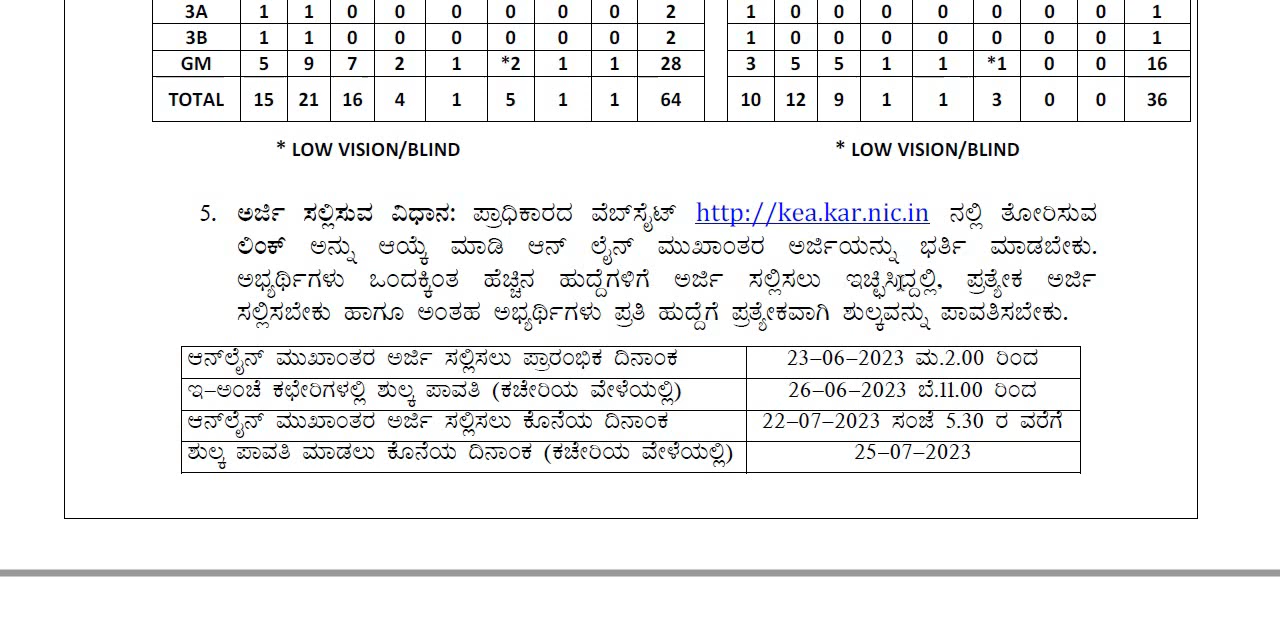 3A 1 1 0 0 0 0 0 0 2 1 0 0 0 0 0 0 0 1
3B 1 1 0 0 0 0 0 0 2 1 0 0 0 0 0 0 0 1
GM 5 9 7 2 1 *2 1 1 28 3 5 5 1 1 *1 0 0 16
TOTAL 15 21 16 4 1 5 1 1 64 10 12 9 1 1 3 0 0 36
* LOW VISION/BLIND * LOW VISION/BLIND
5. ಅರ್ಜಿ ಸಲ್ಲಿಸುವ ವಿಧಾನ: ಪ್ರಾಧಿಕಾರದ ವೆಬ್‌ಸೈಟ್ http://kea.kar.nic.in ನಲ್ಲಿ ತೋರಿಸುವ
ಲಿಂಕ್ ಅನ್ನು ಆಯ್ಕೆ ಮಾಡಿ ಆನ್ ಲೈನ್ ಮುಖಾಂತರ ಅರ್ಜಿಯನ್ನು ಭರ್ತಿ ಮಾಡಬೇಕು.
ಅಭ್ಯರ್ಥಿಗಳು ಒಂದಕ್ಕಿಂತ ಹೆಚ್ಚಿನ ಹುದ್ದೆಗಳಿಗೆ ಅರ್ಜಿ ಸಲ್ಲಿಸಲು ಇಚ್ಛಿಸಿದ್ದಲ್ಲಿ, ಪ್ರತ್ಯೇಕ ಅರ್ಜಿ
ಸಲ್ಲಿಸಬೇಕು ಹಾಗೂ ಅಂತಹ ಅಭ್ಯರ್ಥಿಗಳು ಪ್ರತಿ ಹುದ್ದೆಗೆ ಪ್ರತ್ಯೇಕವಾಗಿ ಶುಲ್ಕವನ್ನು ಪಾವತಿಸಬೇಕು.
ಆನ್‌ಲೈನ್ ಮುಖಾಂತರ ಅರ್ಜಿ ಸಲ್ಲಿಸಲು ಪ್ರಾರಂಭಿಕ ದಿನಾಂಕ 23–06–2023 ಮ.2.00 ರಿಂದ
ಇ–ಅಂಚೆ ಕಛೇರಿಗಳಲ್ಲಿ ಶುಲ್ಕ ಪಾವತಿ (ಕಚೇರಿಯ ವೇಳೆಯಲ್ಲಿ) 26–06–2023 ಬೆ.11.00 ರಿಂದ
ಆನ್‌ಲೈನ್ ಮುಖಾಂತರ ಅರ್ಜಿ ಸಲ್ಲಿಸಲು ಕೊನೆಯ ದಿನಾಂಕ 22–07–2023 ಸಂಜೆ 5.30 ರ ವರೆಗೆ
ಶುಲ್ಕ ಪಾವತಿ ಮಾಡಲು ಕೊನೆಯ ದಿನಾಂಕ (ಕಚೇರಿಯ ವೇಳೆಯಲ್ಲಿ) 25–07–2023